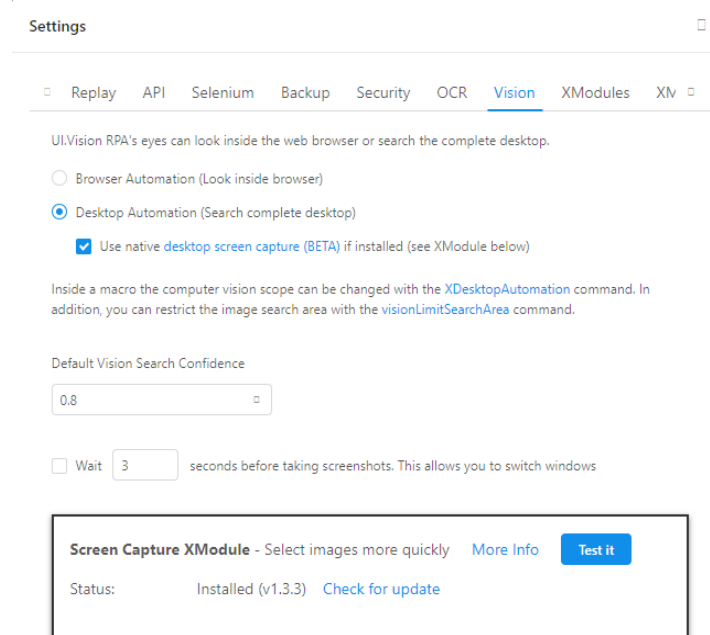 Settings
Replay API Selenium Backup Security OCR Vision XModules
UI.Vision RPA's eyes can look inside the web browser or search the complete desktop.
Browser Automation (Look inside browser)
Desktop Automation (Search complete desktop)
Use native desktop screen capture (BETA) if installed (see XModule below)
Inside a macro the computer vision scope can be changed with the XDesktopAutomation command. In
addition, you can restrict the image search area with the visionLimitSearchArea command.
Default Vision Search Confidence
0.8
Wait 3 seconds before taking screenshots. This allows you to switch windows
Screen Capture XModule - Select images more quickly More Info Test it
Status: Installed (v1.3.3) Check for update